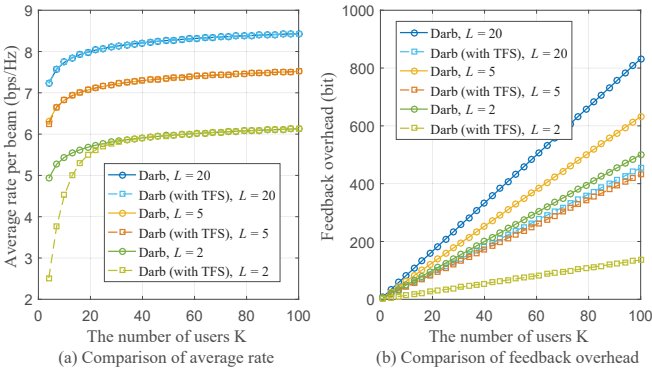 9
8
7
6
5
4
3
2
Average rate per beam (bps/Hz)
Darb, L = 20
Darb (with TFS), L = 20
Darb, L = 5
Darb (with TFS), L = 5
Darb, L = 2
Darb (with TFS), L = 2
0 20 40 60 80 100
The number of users K
(a) Comparison of average rate
1000
800
600
400
200
0
Feedback overhead (bit)
Darb, L = 20
Darb (with TFS), L = 20
Darb, L = 5
Darb (with TFS), L = 5
Darb, L = 2
Darb (with TFS), L = 2
0 20 40 60 80 100
The number of users K
(b) Comparison of feedback overhead